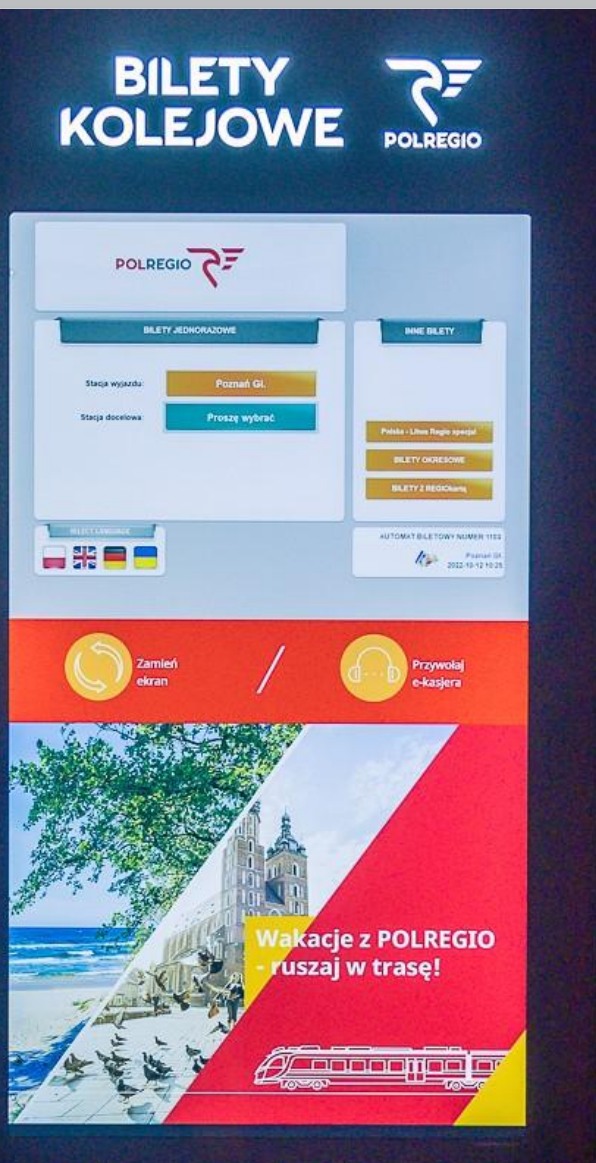 BILETY
KOLEJOWE
POLREGIO
POLREGIO
BILETY JEDNORAZOWE
INNE BILETY
Stacja wyjazdu:
Poznań Gł.
Stacja docelowa:
Proszę wybrać
Polska - Litwa Regio special
BILETY OKRESOWE
BILETY Z REGIOkartą
SELECT LANGUAGE
AUTOMAT BILETOWY NUMER 1102
Poznań Gł.
2022-10-12 10:25
Zamień
ekran
/
Przywołaj
e-kasjera
Wakacje z POLREGIO
- ruszaj w trasę!